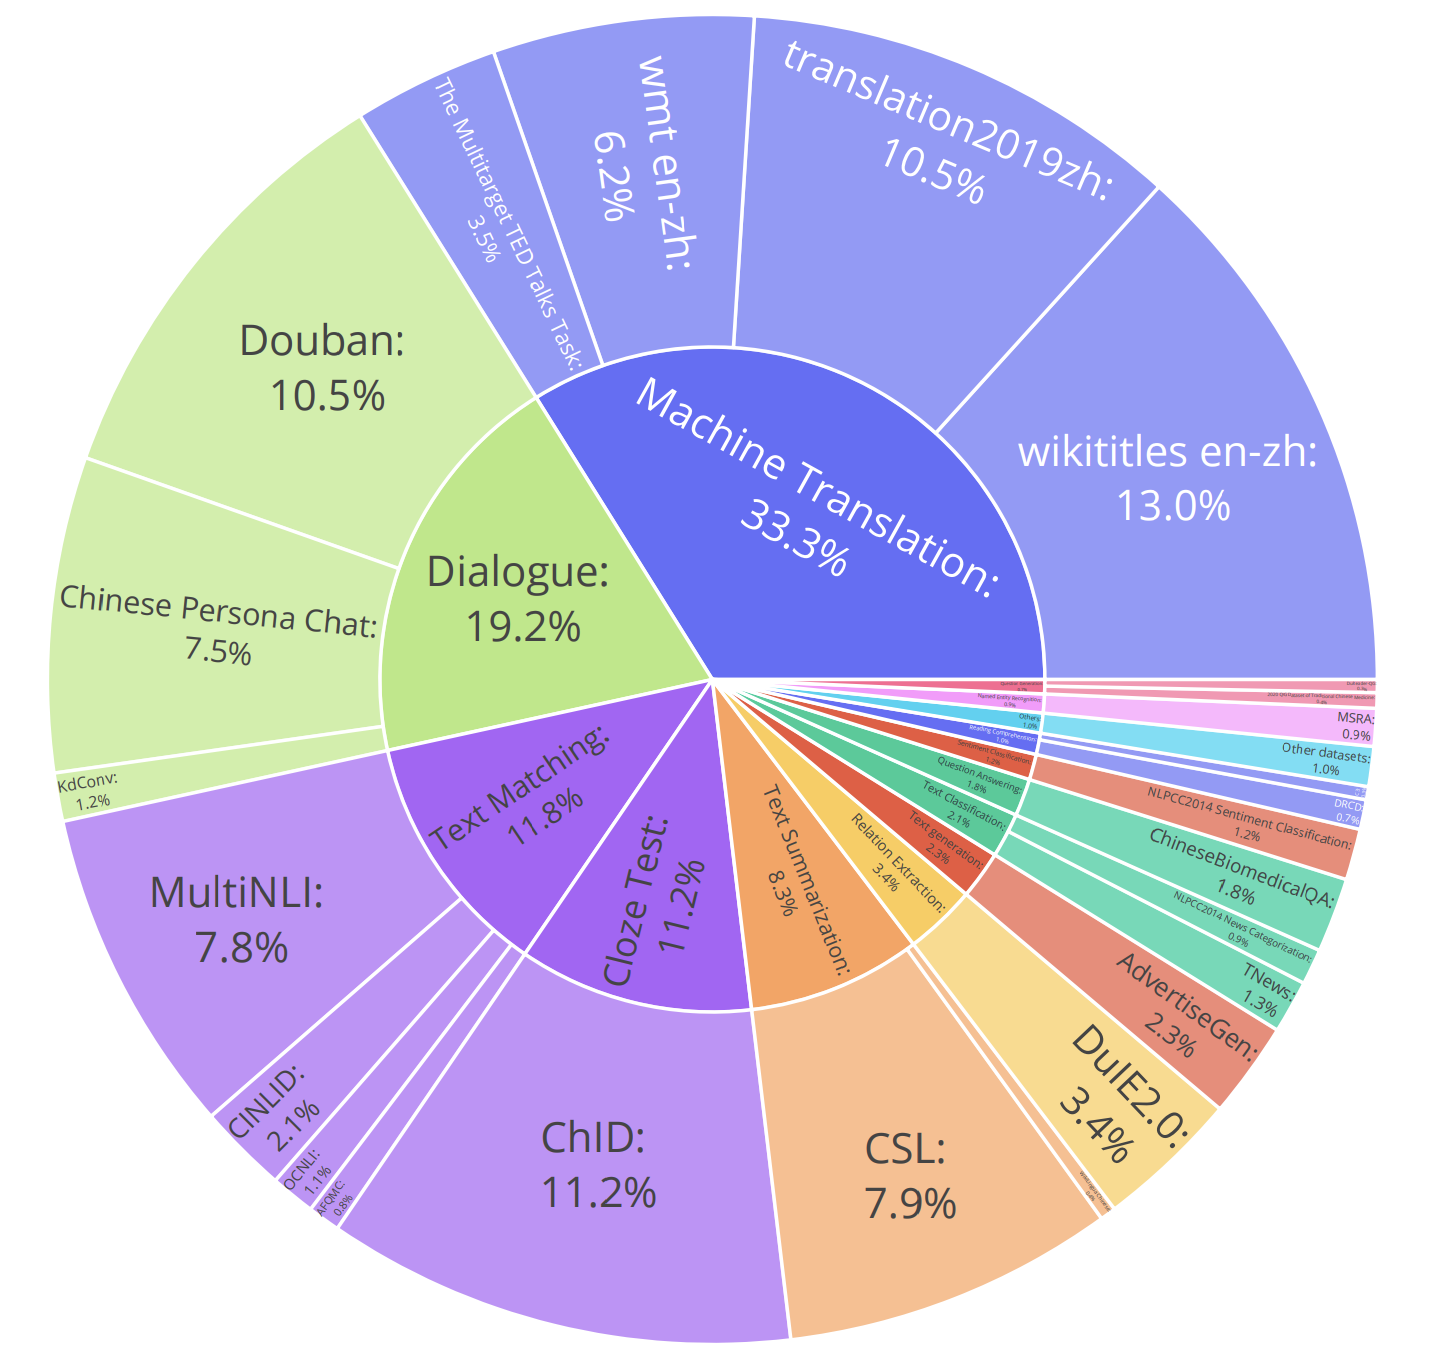 Machine Translation:
33.3%
wikititles en-zh:
13.0%
translation2019zh:
10.5%
wmt en-zh:
6.2%
The Multitarget TED Talks Task:
3.5%
Dialogue:
19.2%
Douban:
10.5%
Chinese Persona Chat:
7.5%
KdConv:
1.2%
Text Matching:
11.8%
MultiNLI:
7.8%
CINLID:
2.1%
OCNLI:
1.1%
AFQMC:
0.8%
Cloze Test:
11.2%
ChID:
11.2%
Text Summarization:
8.3%
CSL:
7.9%
Relation Extraction:
3.4%
DuIE2.0:
3.4%
Text generation:
2.3%
AdvertiseGen:
2.3%
Text Classification:
2.1%
TNews:
1.3%
NLPCC2014 News Categorization:
0.9%
Question Answering:
1.8%
ChineseBiomedicalQA:
1.8%
Sentiment Classification:
1.2%
NLPCC2014 Sentiment Classification:
1.2%
Reading Comprehension:
1.0%
DRCD:
0.7%
Others:
1.0%
Other datasets:
1.0%
Named Entity Recognition:
0.9%
MSRA:
0.9%